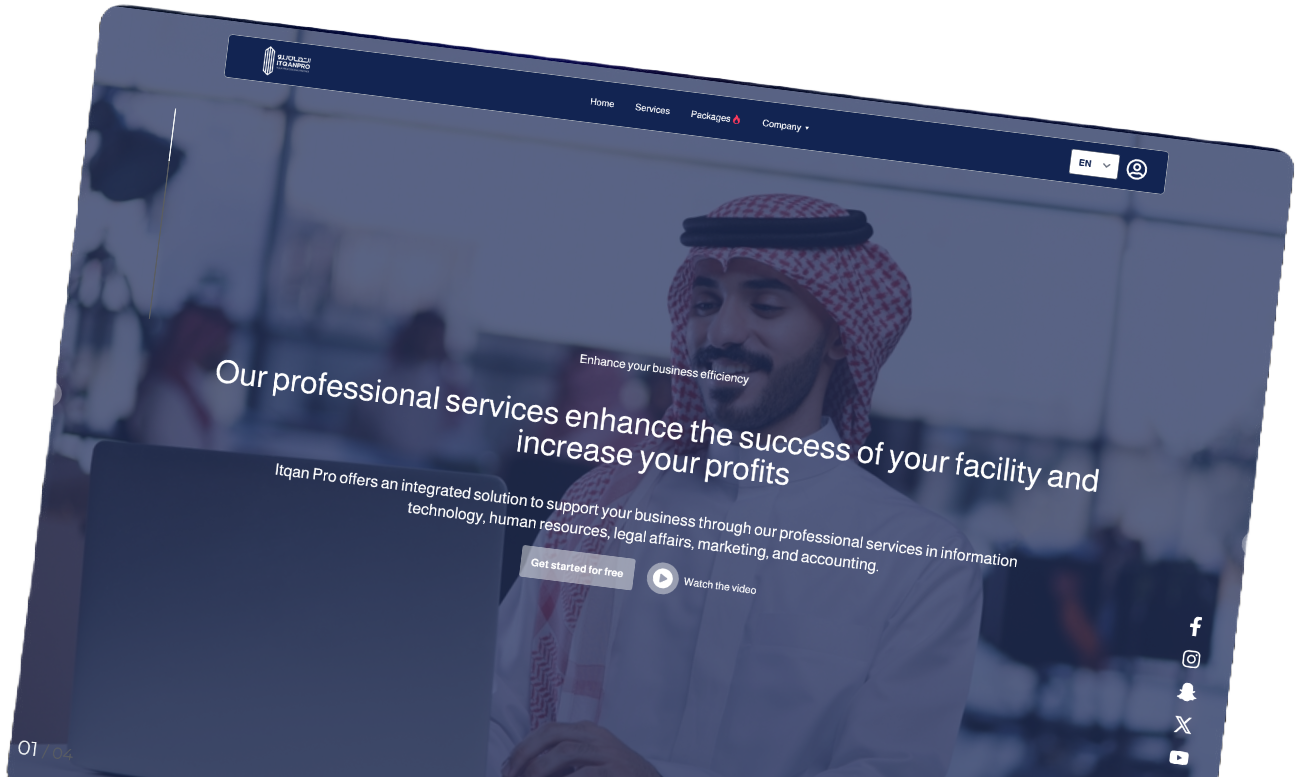 إتقان برو
ITQANPRO
Home
Services
Packages
Company
EN
Enhance your business efficiency
Our professional services enhance the success of your facility and
increase your profits
Itqan Pro offers an integrated solution to support your business through our professional services in information
technology, human resources, legal affairs, marketing, and accounting.
Get started for free
Watch the video
01 / 04